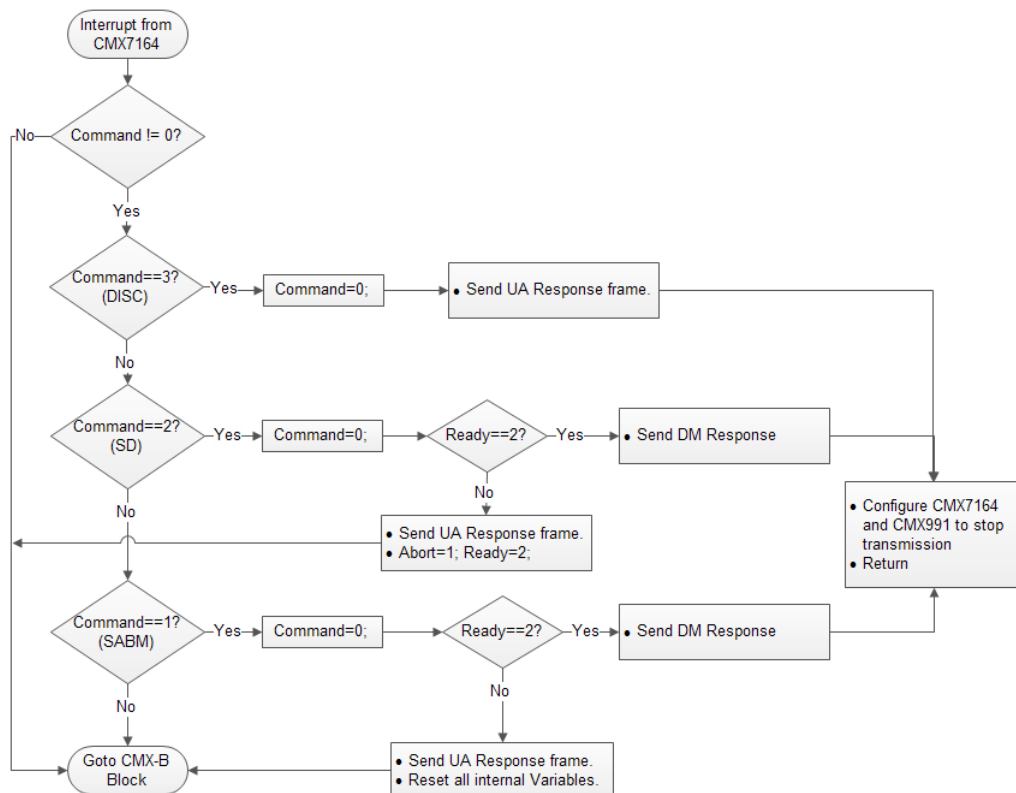 Interrupt from
CMX7164
Command != 0?
No
Yes
Command==3?
(DISC)
Yes
Command=0;
● Send UA Response frame.
No
Command==2?
(SD)
Yes
Command=0;
Ready==2?
Yes
● Send DM Response
No
No
● Send UA Response frame.
● Abort=1; Ready=2;
● Configure CMX7164
and CMX991 to stop
transmission
● Return
Command==1?
(SABM)
Yes
Command=0;
Ready==2?
Yes
● Send DM Response
No
No
Goto CMX-B
Block
● Send UA Response frame.
● Reset all internal Variables.